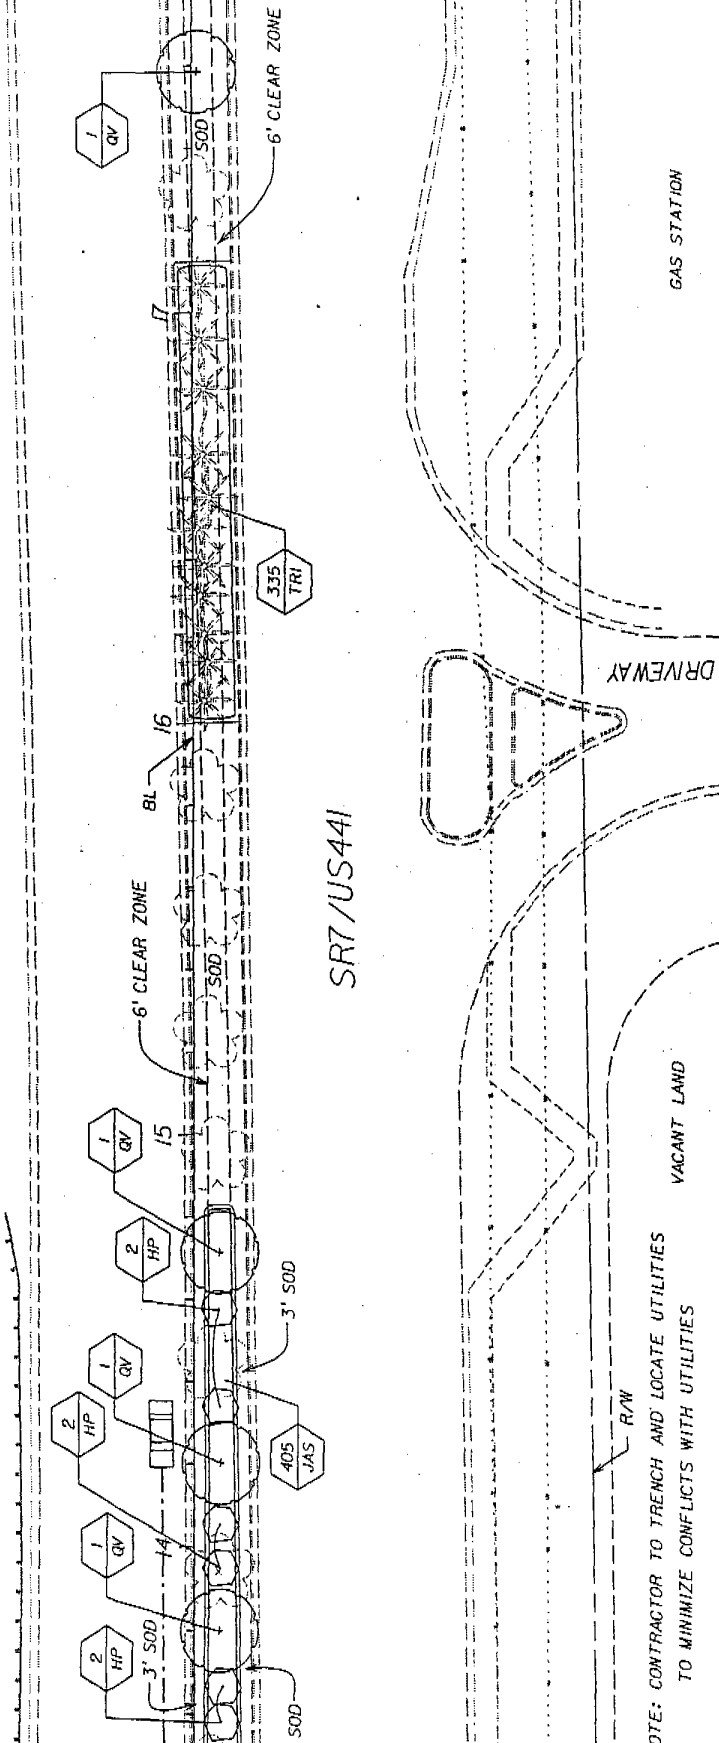 1
QV
SOD
6' CLEAR ZONE
17
GAS STATION
335
TRI
16
BL
DRIVEWAY
SR7/US441
6' CLEAR ZONE
SOD
1
QV
15
2
HP
VACANT LAND
3' SOD
1
QV
2
HP
405
JAS
R/W
1
QV
14
2
HP
3' SOD
SOD
OTE: CONTRACTOR TO TRENCH AND LOCATE UTILITIES
TO MINIMIZE CONFLICTS WITH UTILITIES